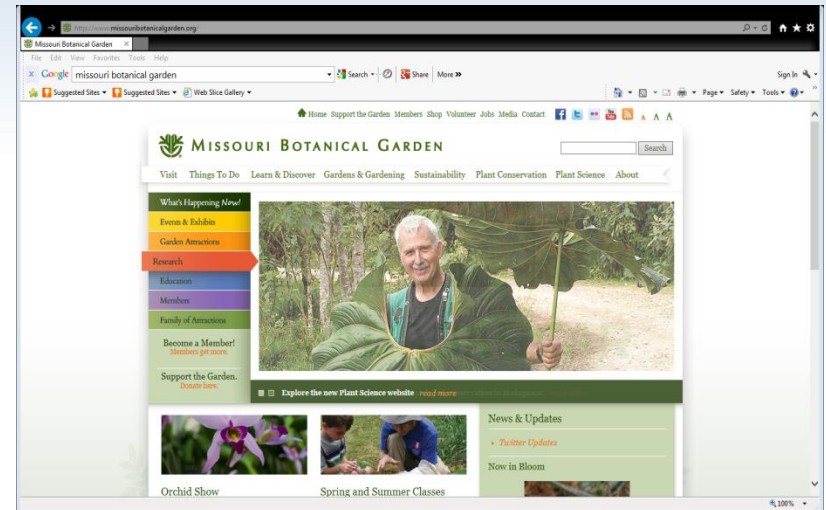 http://www.missouribotanicalgarden.org/
Missouri Botanical Garden
File Edit View Favorites Tools Help
x Google missouri botanical garden Search Share More » Sign In
Suggested Sites Suggested Sites Web Slice Gallery Page Safety Tools
Home Support the Garden Members Shop Volunteer Jobs Media Contact A A A
MISSOURI BOTANICAL GARDEN
Search
Visit Things To Do Learn & Discover Gardens & Gardening Sustainability Plant Conservation Plant Science About
What's Happening Now!
Events & Exhibits
Garden Attractions
Research
Education
Members
Family of Attractions
Become a Member!
Members get more.
Support the Garden.
Donate here.
Explore the new Plant Science website read more
News & Updates
Twitter Updates
Now in Bloom
Orchid Show
Spring and Summer Classes
100%